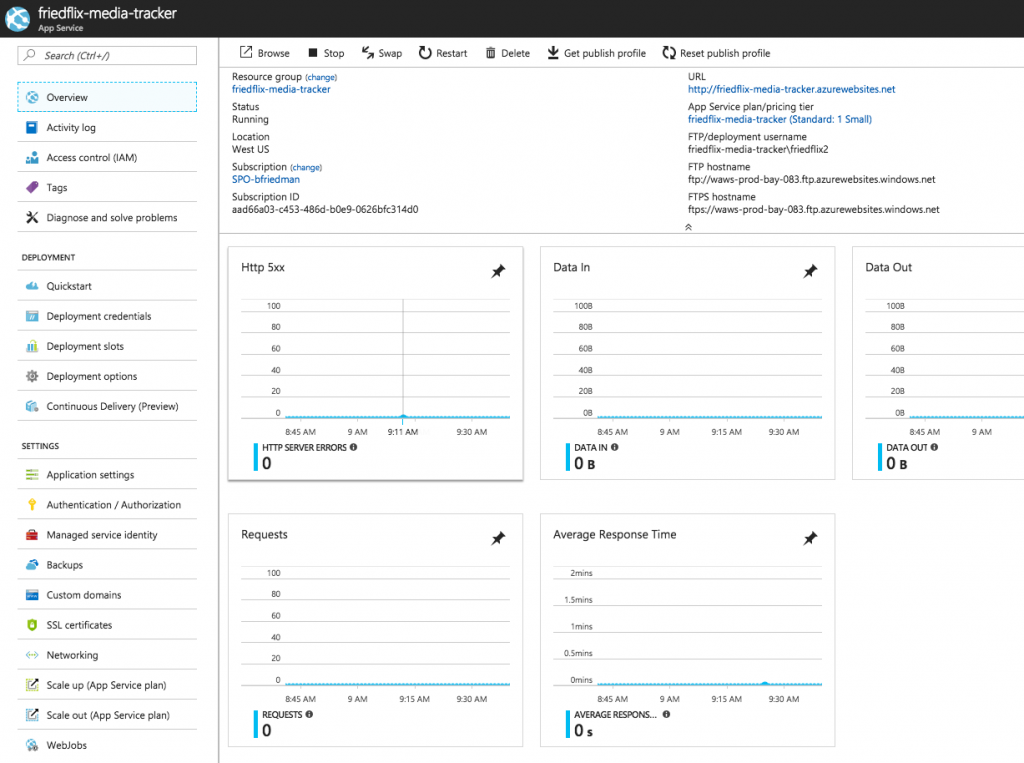 friedflix-media-tracker
App Service
Search (Ctrl+/)
Overview
Activity log
Access control (IAM)
Tags
Diagnose and solve problems
DEPLOYMENT
Quickstart
Deployment credentials
Deployment slots
Deployment options
Continuous Delivery (Preview)
SETTINGS
Application settings
Authentication / Authorization
Managed service identity
Backups
Custom domains
SSL certificates
Networking
Scale up (App Service plan)
Scale out (App Service plan)
WebJobs
Browse Stop Swap Restart Delete Get publish profile Reset publish profile
Resource group (change)
friedflix-media-tracker
Status
Running
Location
West US
Subscription (change)
SPO-bfriedman
Subscription ID
aad66a03-c453-486d-b0e9-0626bfc314d0
URL
http://friedflix-media-tracker.azurewebsites.net
App Service plan/pricing tier
friedflix-media-tracker (Standard: 1 Small)
FTP/deployment username
friedflix-media-tracker\friedflix2
FTP hostname
ftp://waws-prod-bay-083.ftp.azurewebsites.windows.net
FTPS hostname
ftps://waws-prod-bay-083.ftp.azurewebsites.windows.net
Http 5xx
100
80
60
40
20
0
8:45 AM 9 AM 9:11 AM 9:30 AM
HTTP SERVER ERRORS
0
Data In
100B
80B
60B
40B
20B
0B
8:45 AM 9 AM 9:15 AM 9:30 AM
DATA IN
0 B
Data Out
100B
80B
60B
40B
20B
0B
8:45 AM 9 AM
DATA OUT
0 B
Requests
100
80
60
40
20
0
8:45 AM 9 AM 9:15 AM 9:30 AM
REQUESTS
0
Average Response Time
2mins
1.5mins
1mins
0.5mins
0mins
8:45 AM 9 AM 9:15 AM 9:30 AM
AVERAGE RESPONS...
0 s